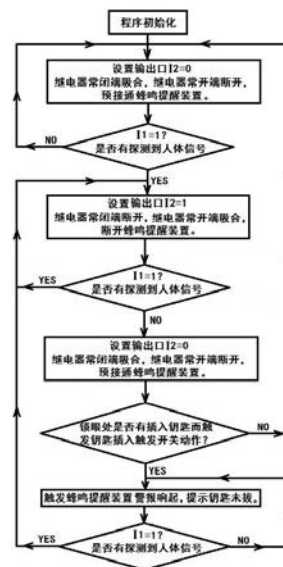 程序初始化
设置输出口I2=0
继电器常闭端吸合，继电器常开端断开，
预接通蜂鸣提醒装置。
I1=1?
是否有探测到人体信号
NO
YES
设置输出口I2=1
继电器常闭端断开，继电器常开端吸合，
断开蜂鸣提醒装置。
I1=1?
是否有探测到人体信号
YES
NO
设置输出口I2=0
继电器常闭端吸合，继电器常开端断开，
预接通蜂鸣提醒装置。
锁眼处是否有插入钥匙而触
发钥匙插入触发开关动作?
NO
YES
触发蜂鸣提醒装置警报响起，提示钥匙未拔。
I1=1?
是否有探测到人体信号
YES
NO